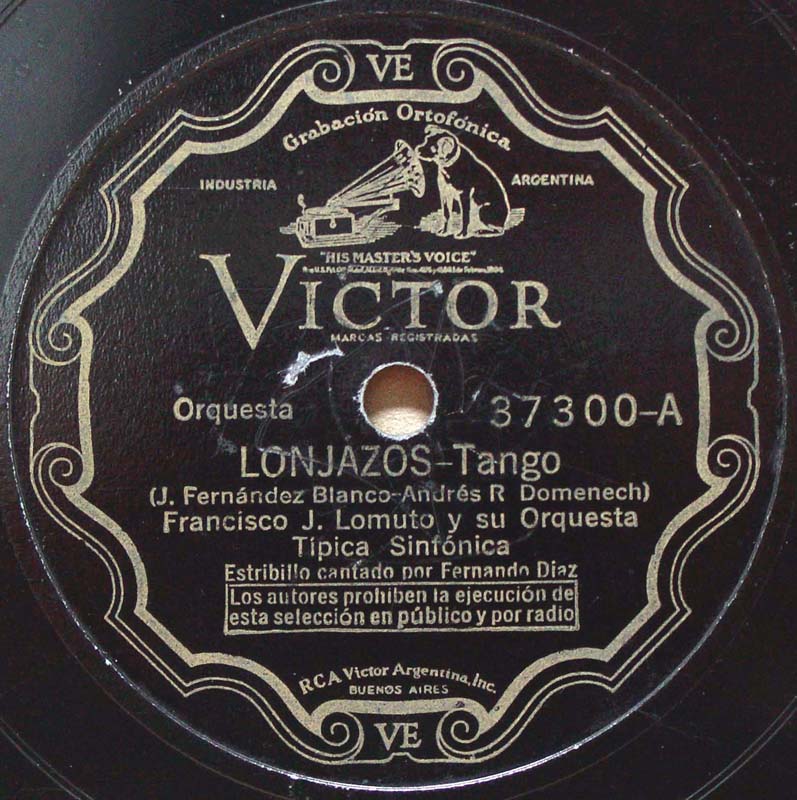 VE
Grabación Ortofónica
INDUSTRIA ARGENTINA
"HIS MASTER'S VOICE"
VICTOR
MARCAS REGISTRADAS
Orquesta 37300-A
LONJAZOS-Tango
(J. Fernández Blanco-Andrés R Domenech)
Francisco J. Lomuto y su Orquesta
Típica Sinfónica
Estribillo cantado por Fernando Diaz
Los autores prohiben la ejecución de
esta selección en público y por radio
RCA Victor Argentina, Inc.
BUENOS AIRES
VE